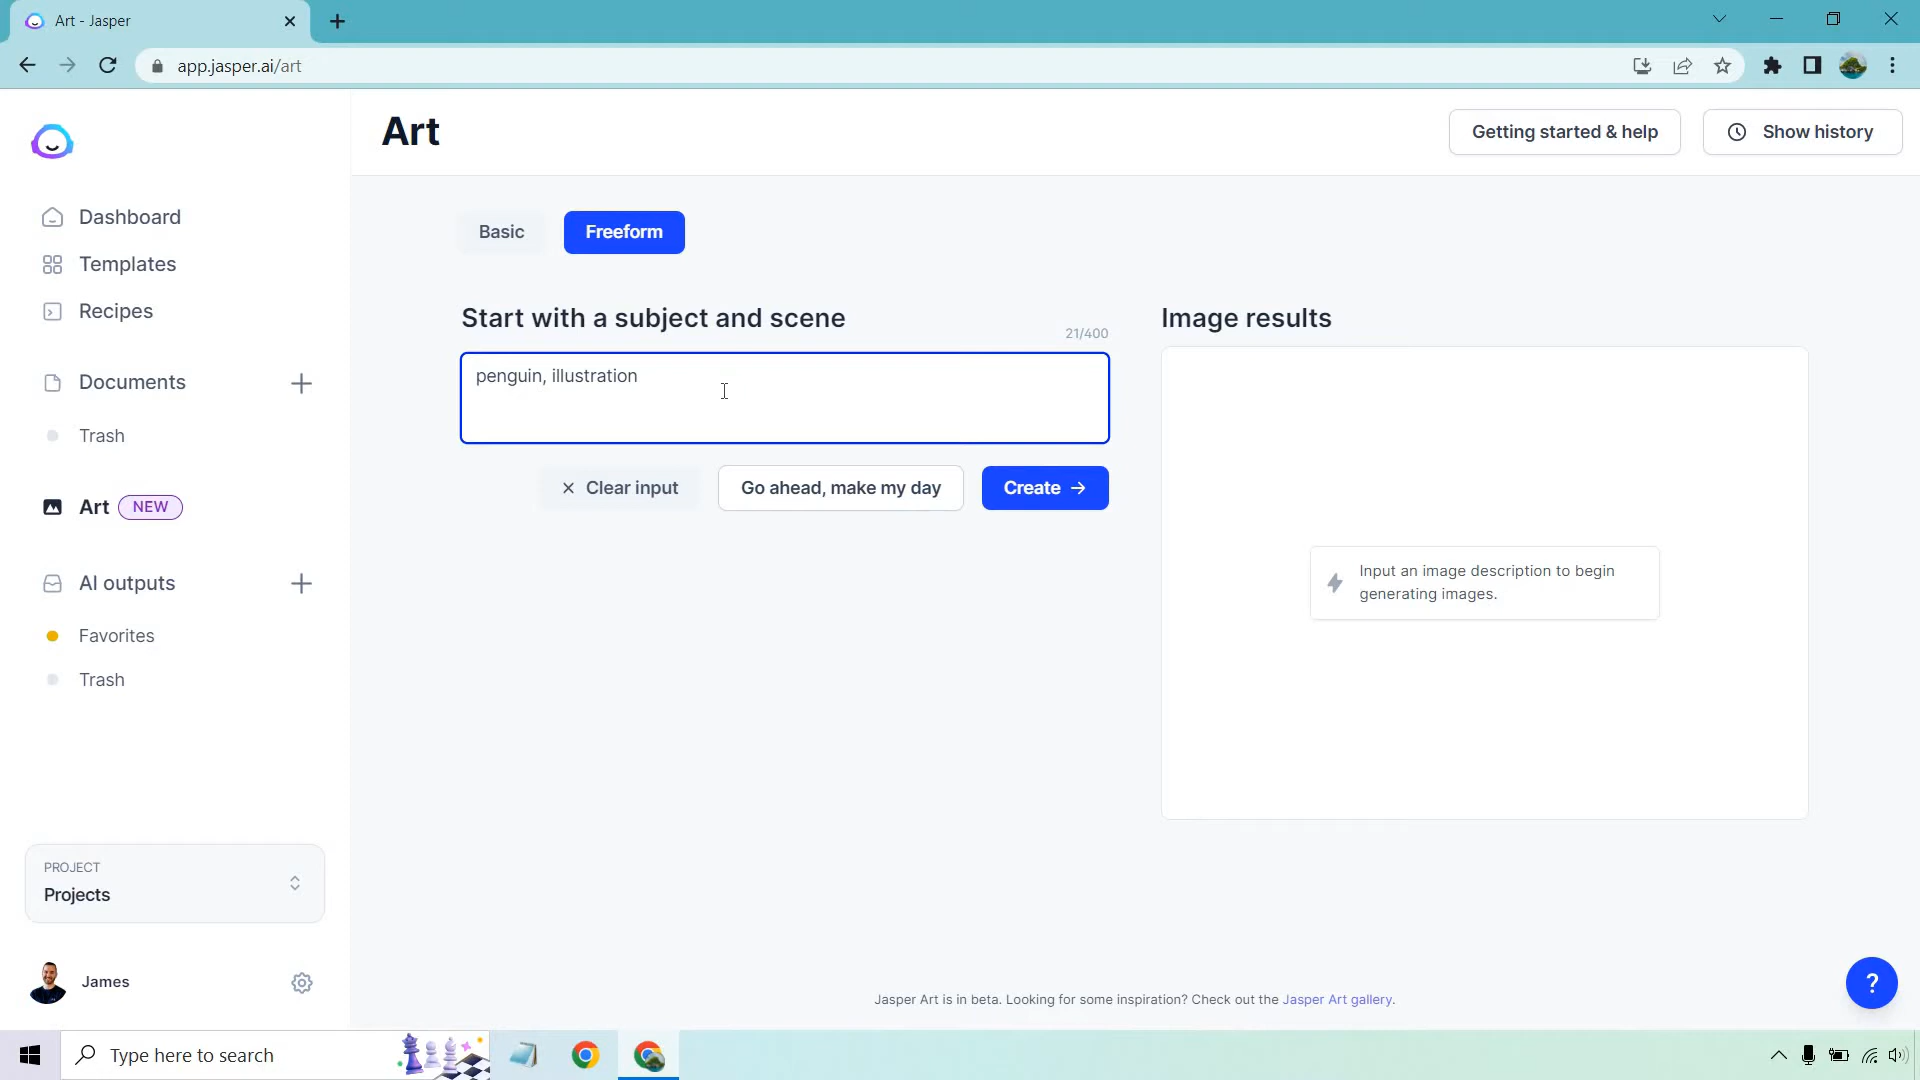 Art - Jasper
app.jasper.ai/art
Art
Getting started & help
Show history
Dashboard
Templates
Recipes
Documents
Trash
Art NEW
AI outputs
Favorites
Trash
Basic
Freeform
Start with a subject and scene
21/400
penguin, illustration
Clear input
Go ahead, make my day
Create
Image results
Input an image description to begin
generating images.
PROJECT
Projects
James
Jasper Art is in beta. Looking for some inspiration? Check out the Jasper Art gallery.
?
Type here to search